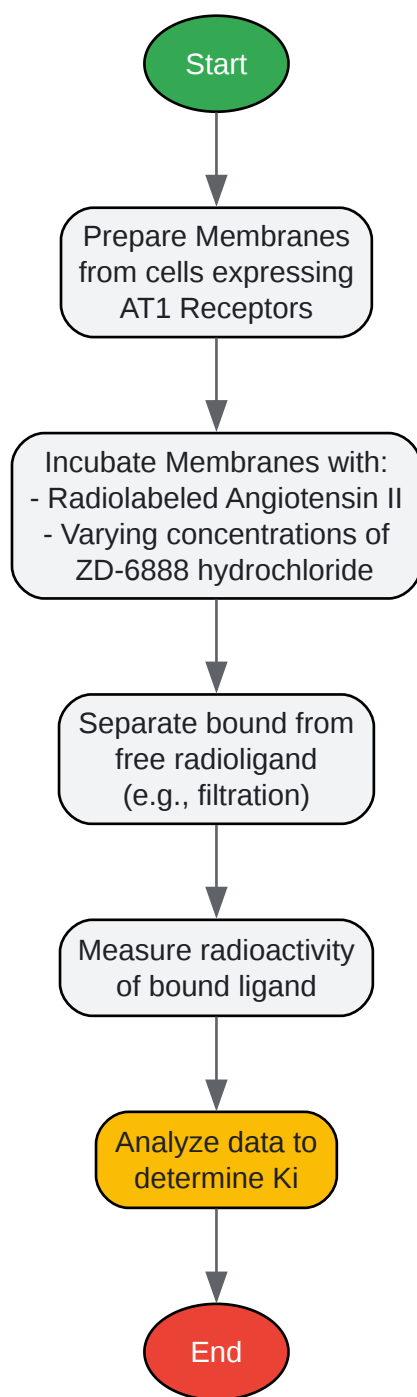 Start
Prepare Membranes
from cells expressing
AT1 Receptors
Incubate Membranes with:
- Radiolabeled Angiotensin II
- Varying concentrations of
ZD-6888 hydrochloride
Separate bound from
free radioligand
(e.g., filtration)
Measure radioactivity
of bound ligand
Analyze data to
determine Ki
End